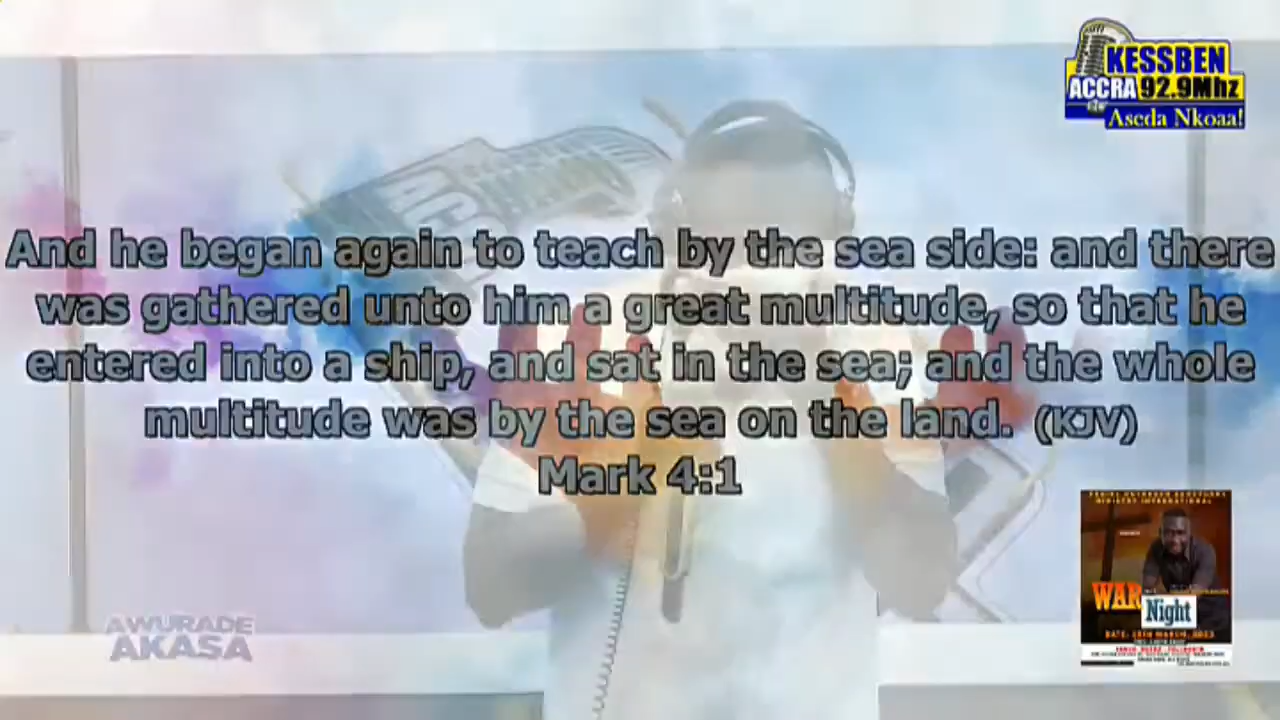 KESSBEN
ACCRA 92.9Mhz
Aseda Nkoaa!
And he began again to teach by the sea side: and there
was gathered unto him a great multitude, so that he
entered into a ship, and sat in the sea; and the whole
multitude was by the sea on the land. (KJV)
Mark 4:1
MINISTRY INTERNATIONAL
WAR
Night
AWURADE
AKASA